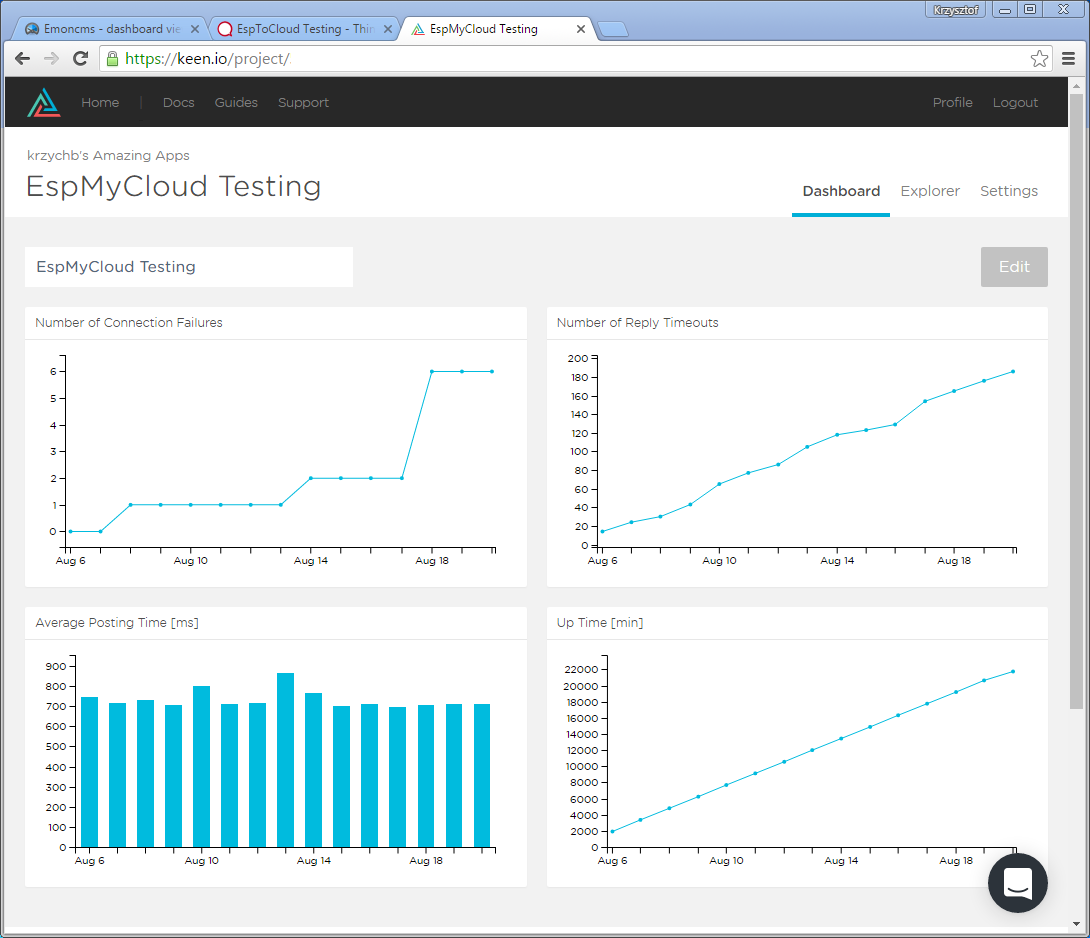 Krzysztof
Emoncms - dashboard vie
EspToCloud Testing - Thin
EspMyCloud Testing
https://keen.io/project/
Home | Docs Guides Support Profile Logout
krzychb's Amazing Apps
EspMyCloud Testing
Dashboard Explorer Settings
EspMyCloud Testing
Edit
Number of Connection Failures
6
5
4
3
2
1
0
Aug 6 Aug 10 Aug 14 Aug 18
Number of Reply Timeouts
200
180
160
140
120
100
80
60
40
20
0
Aug 6 Aug 10 Aug 14 Aug 18
Average Posting Time [ms]
900
800
700
600
500
400
300
200
100
0
Aug 6 Aug 10 Aug 14 Aug 18
Up Time [min]
22000
20000
18000
16000
14000
12000
10000
8000
6000
4000
2000
0
Aug 6 Aug 10 Aug 14 Aug 18